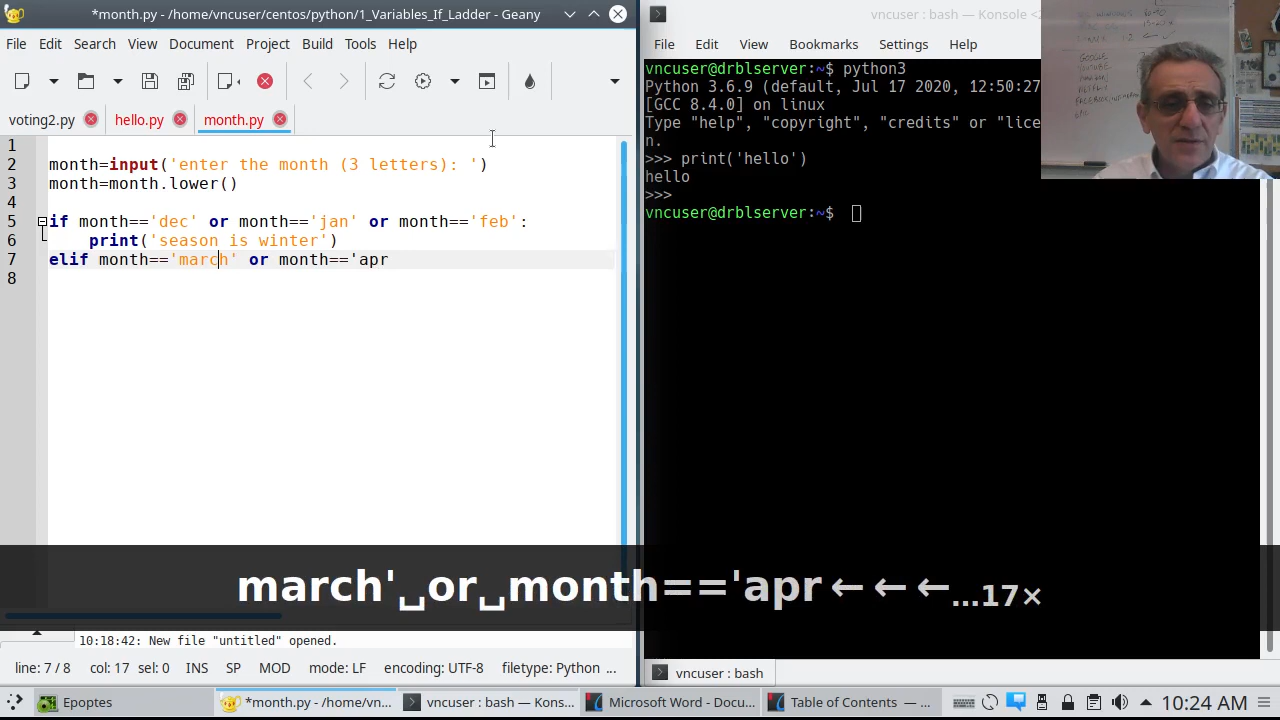 *month.py - /home/vncuser/centos/python/1_Variables_If_Ladder - Geany
File Edit Search View Document Project Build Tools Help
voting2.py hello.py month.py
1
2 month=input('enter the month (3 letters): ')
3 month=month.lower()
4
5 if month=='dec' or month=='jan' or month=='feb':
6 print('season is winter')
7 elif month=='march' or month=='apr
8
10:18:42: New file "untitled" opened.
line: 7 / 8 col: 17 sel: 0 INS SP MOD mode: LF encoding: UTF-8 filetype: Python ...
vncuser : bash — Konsole <2
File Edit View Bookmarks Settings Help
vncuser@drblserver:~$ python3
Python 3.6.9 (default, Jul 17 2020, 12:50:27
[GCC 8.4.0] on linux
Type "help", "copyright", "credits" or "lice
n.
>>> print('hello')
hello
>>>
vncuser@drblserver:~$
vncuser : bash
march'␣or␣month=='apr←←←...17×
Epoptes *month.py - /home/vn... vncuser : bash — Kons... Microsoft Word - Docu... Table of Contents — ... 10:24 AM